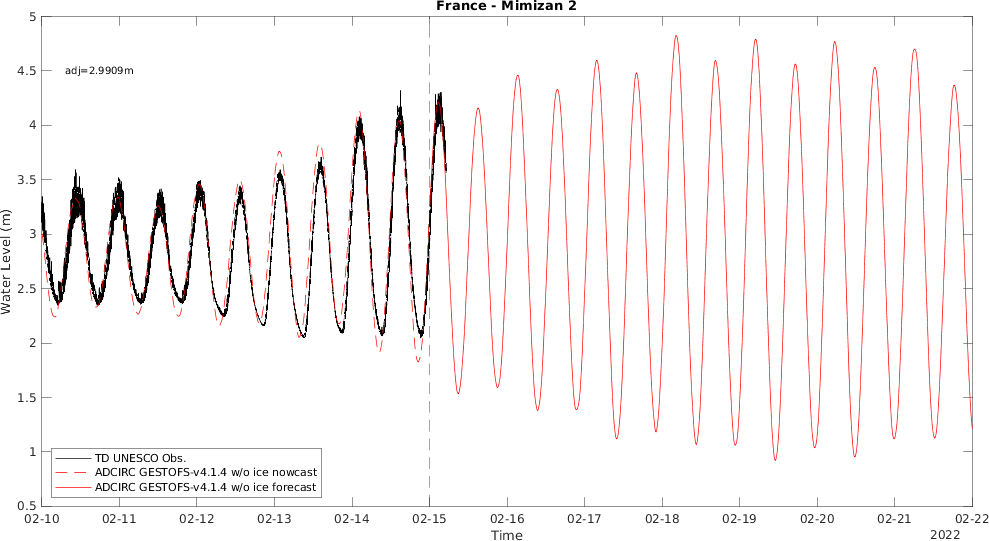 France - Mimizan 2
adj=2.9909m
Water Level (m)
5
4.5
4
3.5
3
2.5
2
1.5
1
0.5
TD UNESCO Obs.
ADCIRC GESTOFS-v4.1.4 w/o ice nowcast
ADCIRC GESTOFS-v4.1.4 w/o ice forecast
02-10 02-11 02-12 02-13 02-14 02-15 02-16 02-17 02-18 02-19 02-20 02-21 02-22
Time
2022